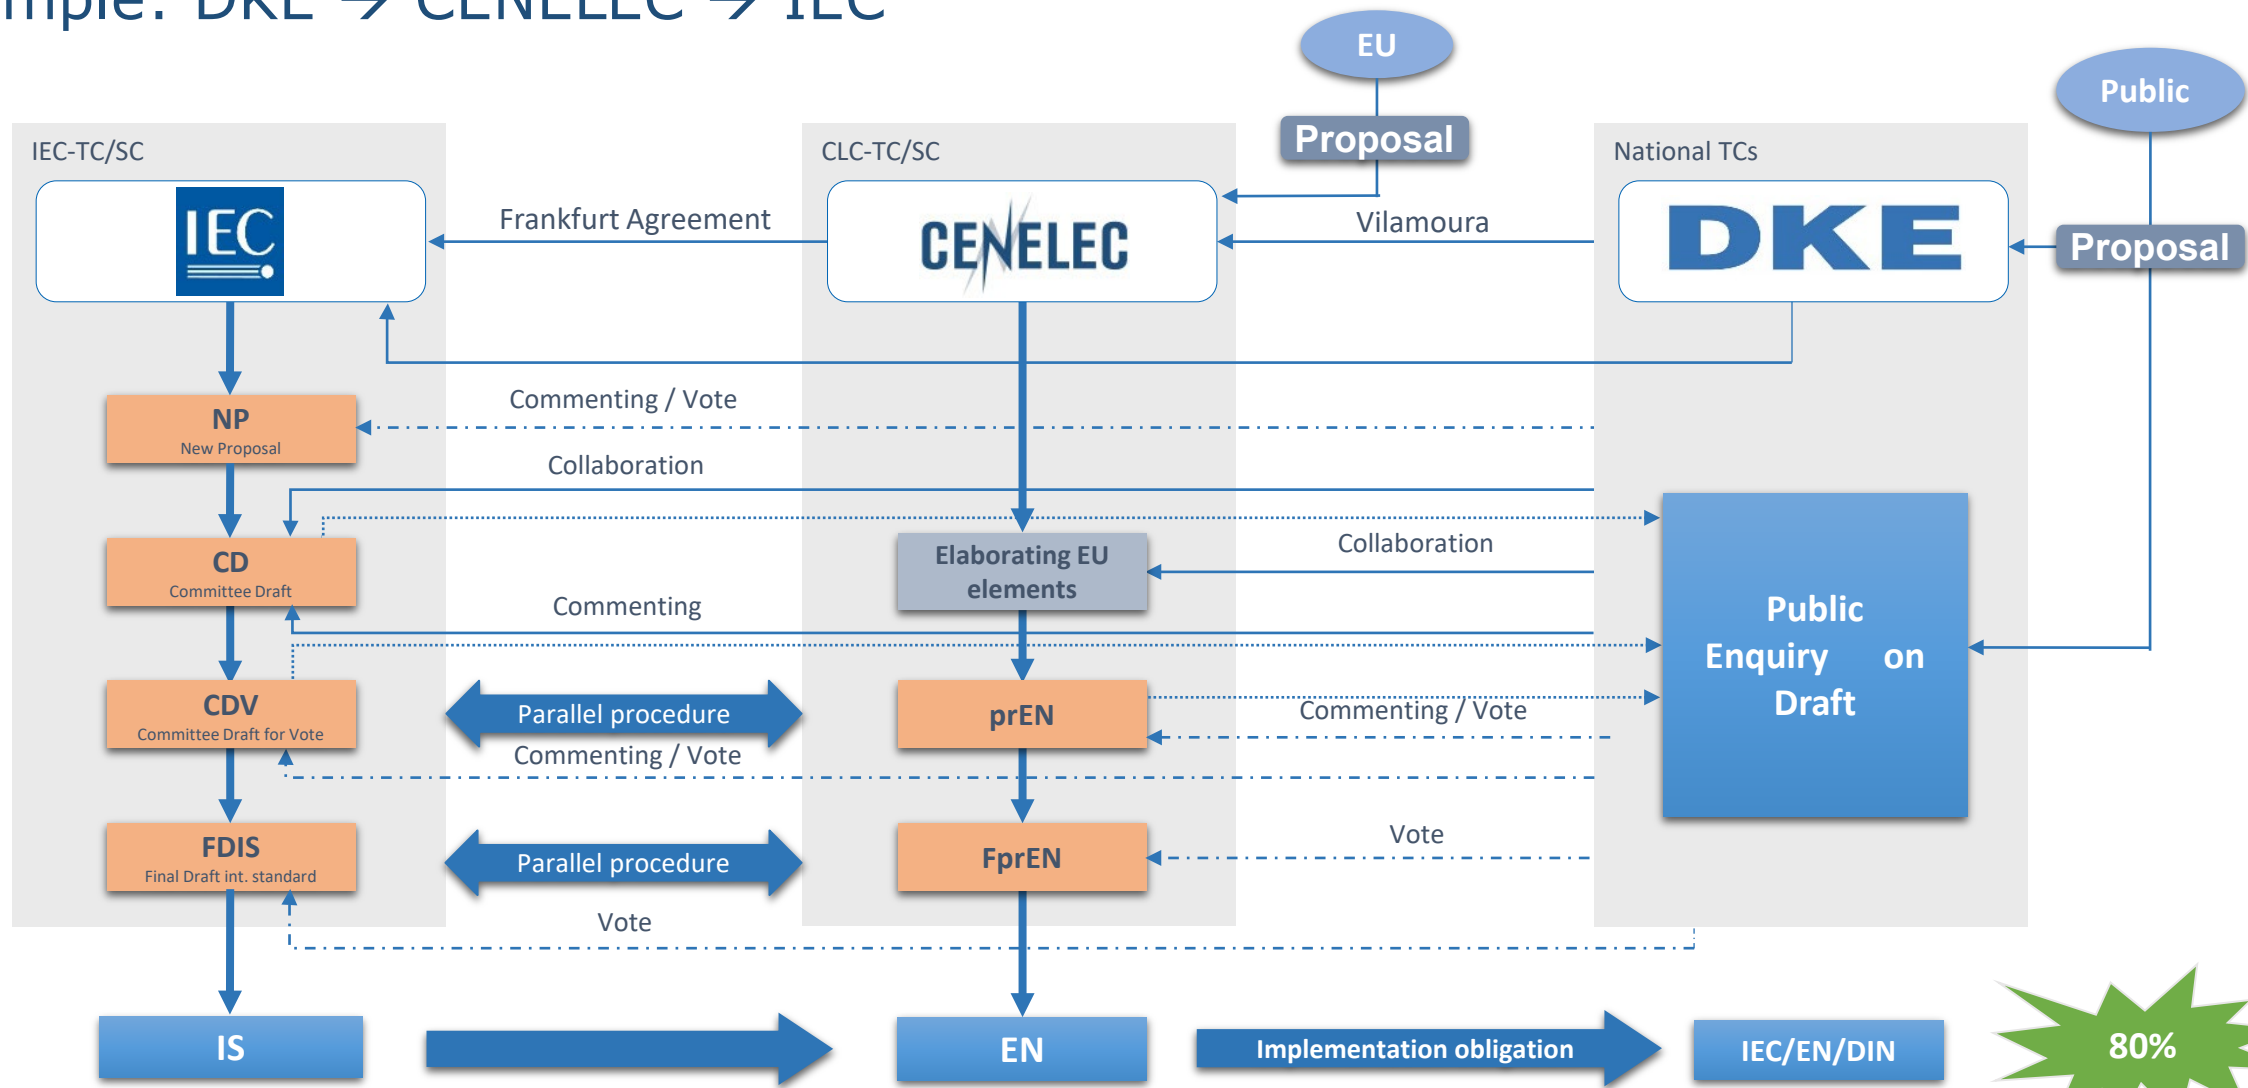 mple: DKE → CENELEC → IEC
EU
Public
Proposal
Proposal
IEC-TC/SC
CLC-TC/SC
National TCs
IEC
CENELEC
DKE
Frankfurt Agreement
Vilamoura
NP
New Proposal
Commenting / Vote
Collaboration
CD
Committee Draft
Elaborating EU
elements
Collaboration
Commenting
Public
Enquiry on
Draft
CDV
Committee Draft for Vote
Parallel procedure
prEN
Commenting / Vote
Commenting / Vote
FDIS
Final Draft int. standard
Parallel procedure
FprEN
Vote
Vote
IS
EN
Implementation obligation
IEC/EN/DIN
80%